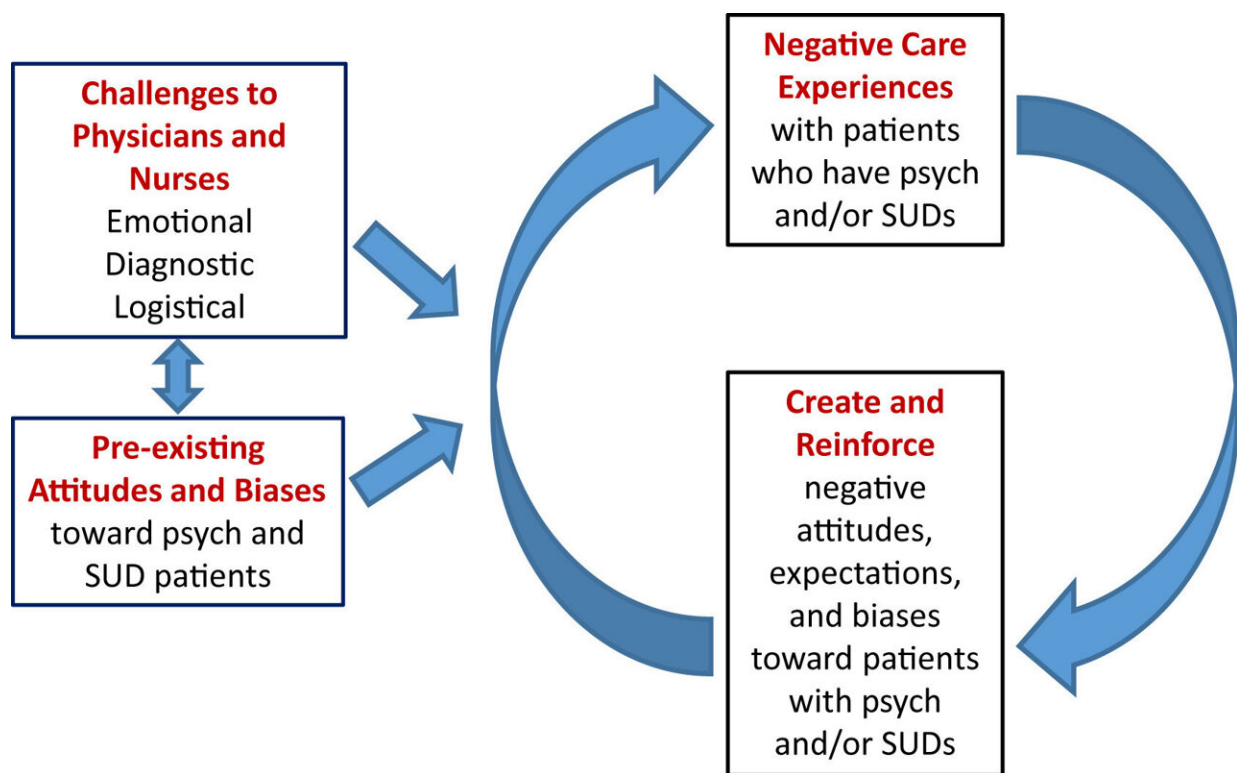 Challenges to
Physicians and
Nurses
Emotional
Diagnostic
Logistical
Pre-existing
Attitudes and Biases
toward psych and
SUD patients
Negative Care
Experiences
with patients
who have psych
and/or SUDs
Create and
Reinforce
negative
attitudes,
expectations,
and biases
toward patients
with psych
and/or SUDs